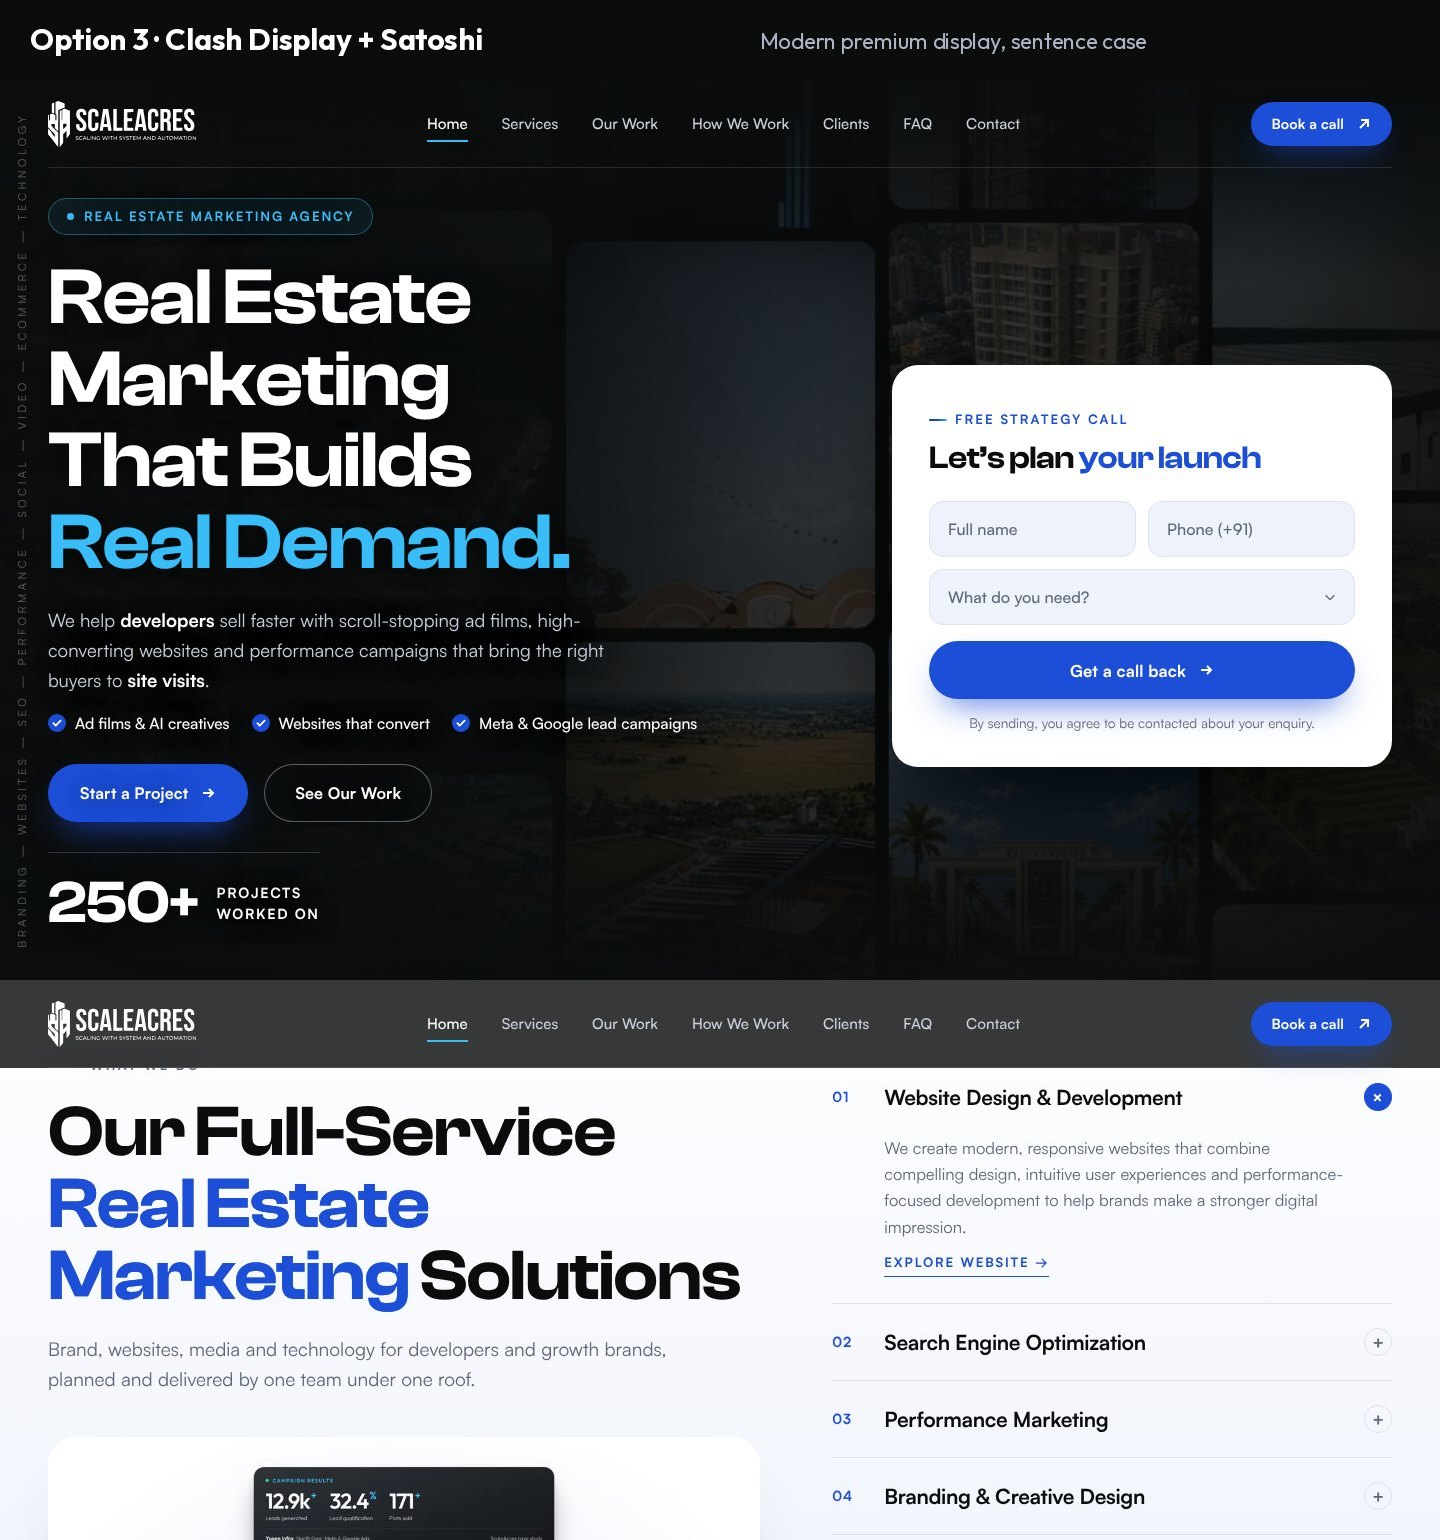 Option 3 · Clash Display + Satoshi
Modern premium display, sentence case
SCALEACRES
SCALING WITH SYSTEM AND AUTOMATION
Home
Services
Our Work
How We Work
Clients
FAQ
Contact
Book a call
BRANDING — WEBSITES — SEO — PERFORMANCE — SOCIAL — VIDEO — ECOMMERCE — TECHNOLOGY
REAL ESTATE MARKETING AGENCY
Real Estate
Marketing
That Builds
Real Demand.
We help developers sell faster with scroll-stopping ad films, high-
converting websites and performance campaigns that bring the right
buyers to site visits.
Ad films & AI creatives
Websites that convert
Meta & Google lead campaigns
Start a Project →
See Our Work
250+
PROJECTS
WORKED ON
FREE STRATEGY CALL
Let's plan your launch
Full name
Phone (+91)
What do you need?
Get a call back →
By sending, you agree to be contacted about your enquiry.
SCALEACRES
SCALING WITH SYSTEM AND AUTOMATION
Home
Services
Our Work
How We Work
Clients
FAQ
Contact
Book a call
WHAT WE DO
Our Full-Service
Real Estate
Marketing Solutions
Brand, websites, media and technology for developers and growth brands,
planned and delivered by one team under one roof.
CAMPAIGN RESULTS
12.9k+
32.4%
171+
Leads generated
Lead qualification
Plots sold
01
Website Design & Development
We create modern, responsive websites that combine
compelling design, intuitive user experiences and performance-
focused development to help brands make a stronger digital
impression.
EXPLORE WEBSITE →
02
Search Engine Optimization
03
Performance Marketing
04
Branding & Creative Design